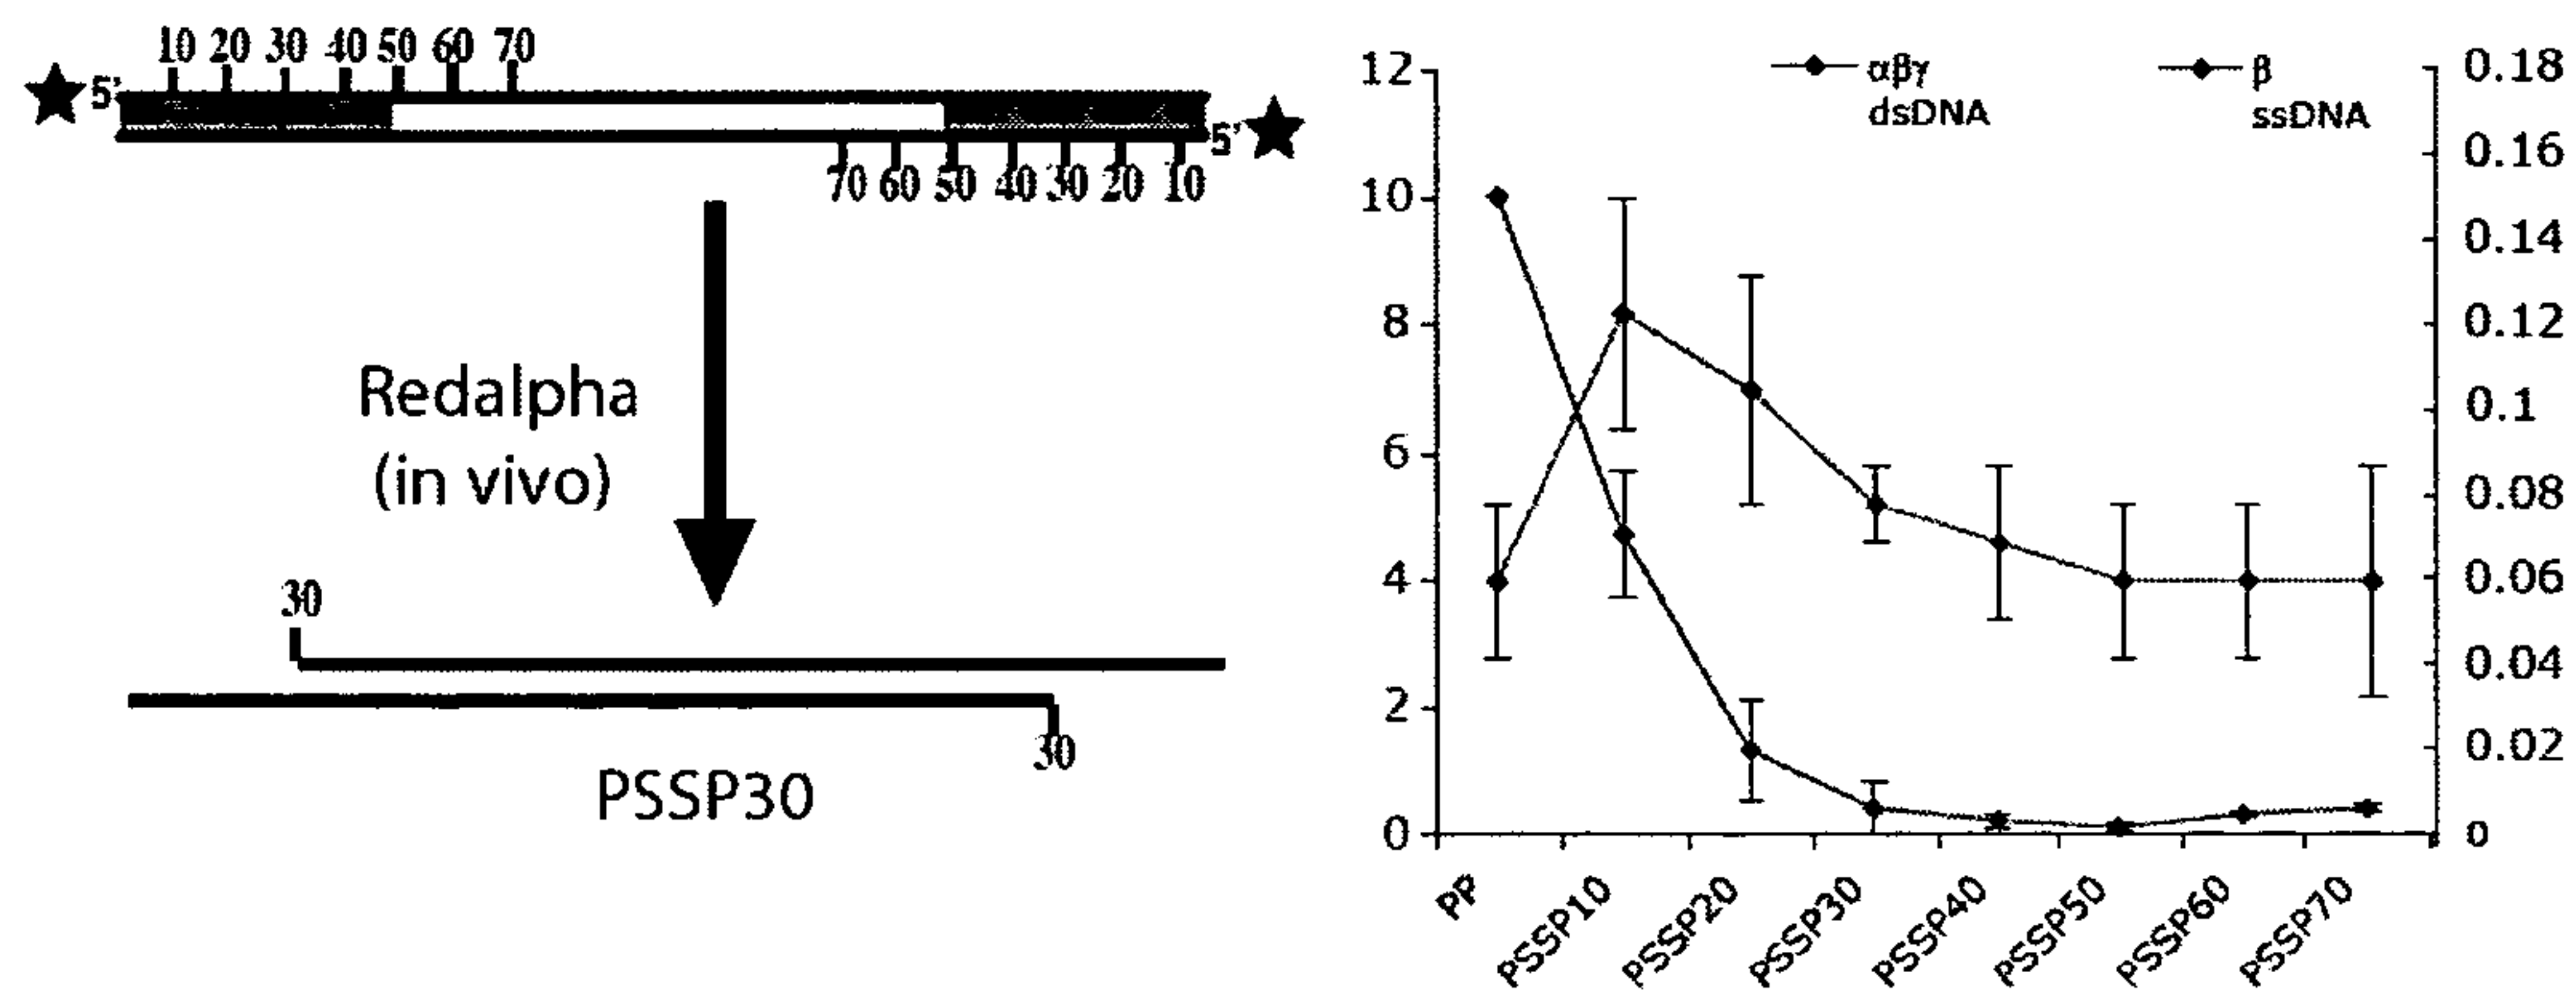 10 20 30 40 50 60 70
5'
5'
70 60 50 40 30 20 10
Redalpha
(in vivo)
30
30
PSSP30
αβγ
dsDNA
β
ssDNA
12
10
8
6
4
2
0
0.18
0.16
0.14
0.12
0.1
0.08
0.06
0.04
0.02
0
PP
PSSP10
PSSP20
PSSP30
PSSP40
PSSP50
PSSP60
PSSP70